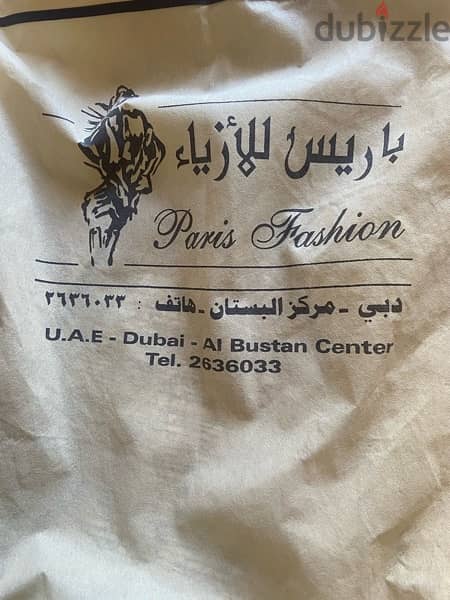 dubizzle
باريس للأزياء
Paris Fashion
دبي - مركز البستان - هاتف : ٢٦٣٦٠٣٣
U.A.E - Dubai - Al Bustan Center
Tel. 2636033